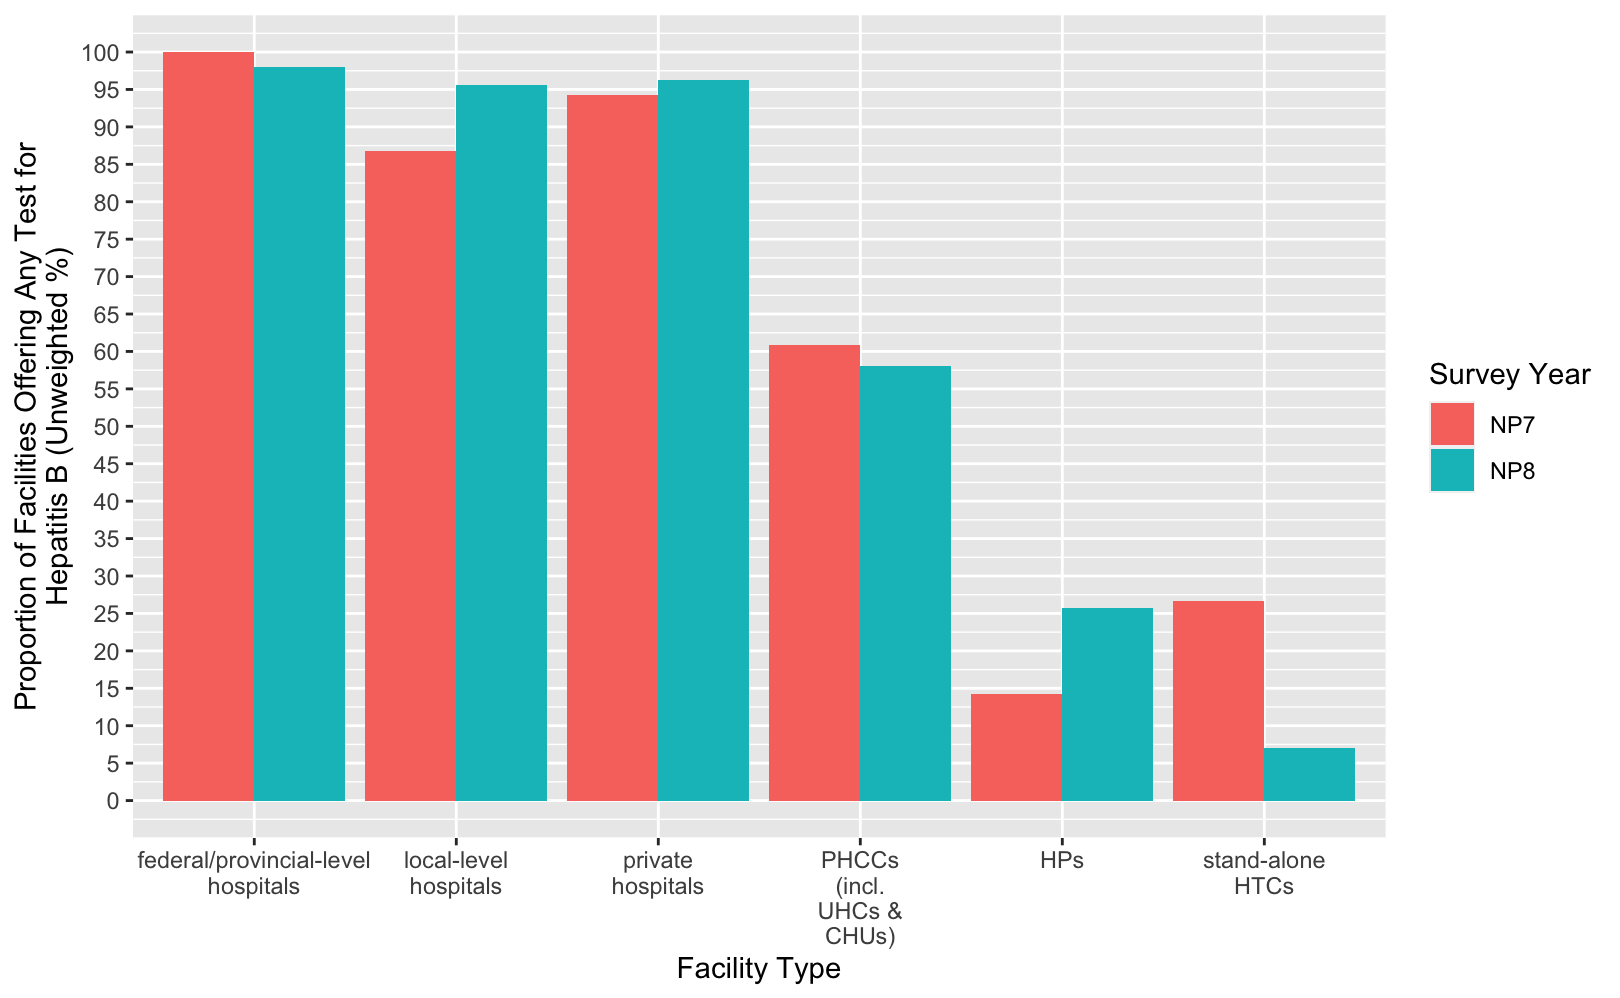 Proportion of Facilities Offering Any Test for
Hepatitis B (Unweighted %)
100
95
90
85
80
75
70
65
60
55
50
45
40
35
30
25
20
15
10
5
0
federal/provincial-level
hospitals
local-level
hospitals
private
hospitals
PHCCs
(incl.
UHCs &
CHUs)
HPs
stand-alone
HTCs
Facility Type
Survey Year
NP7
NP8